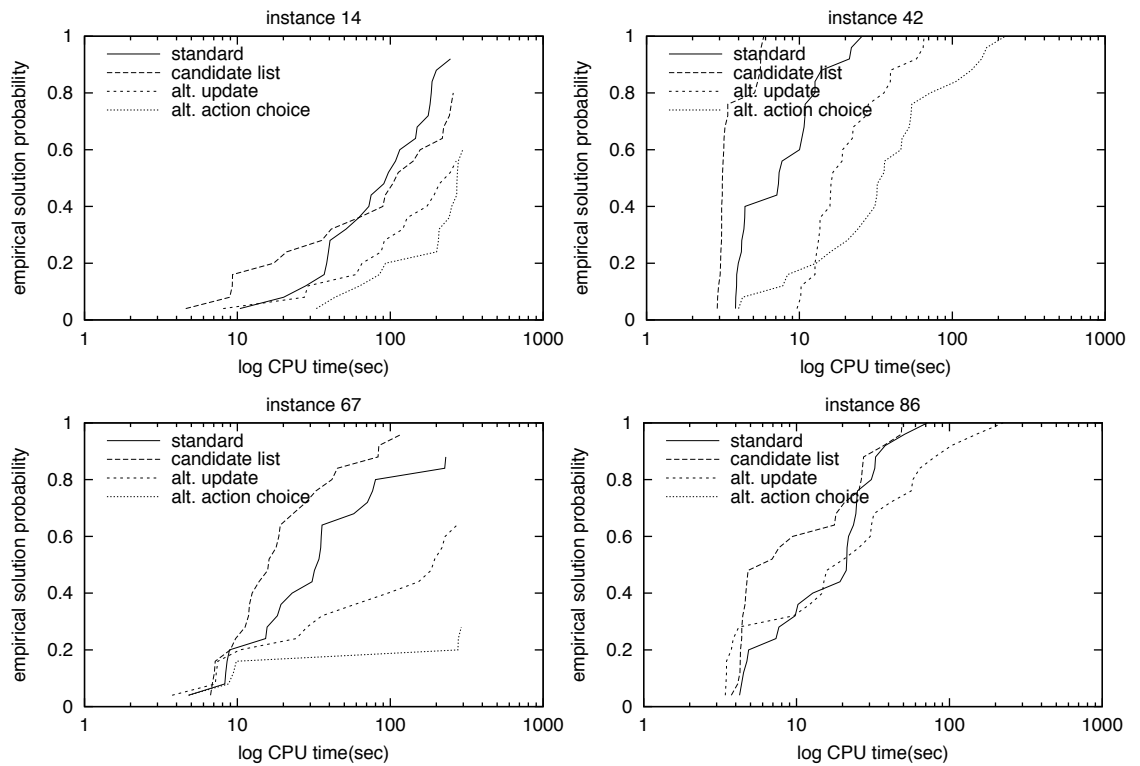 instance 14
empirical solution probability
1
0.8
0.6
0.4
0.2
0
standard
candidate list
alt. update
alt. action choice
1 10 100 1000
log CPU time(sec)
instance 42
empirical solution probability
1
0.8
0.6
0.4
0.2
0
standard
candidate list
alt. update
alt. action choice
1 10 100 1000
log CPU time(sec)
instance 67
empirical solution probability
1
0.8
0.6
0.4
0.2
0
standard
candidate list
alt. update
alt. action choice
1 10 100 1000
log CPU time(sec)
instance 86
empirical solution probability
1
0.8
0.6
0.4
0.2
0
standard
candidate list
alt. update
alt. action choice
1 10 100 1000
log CPU time(sec)